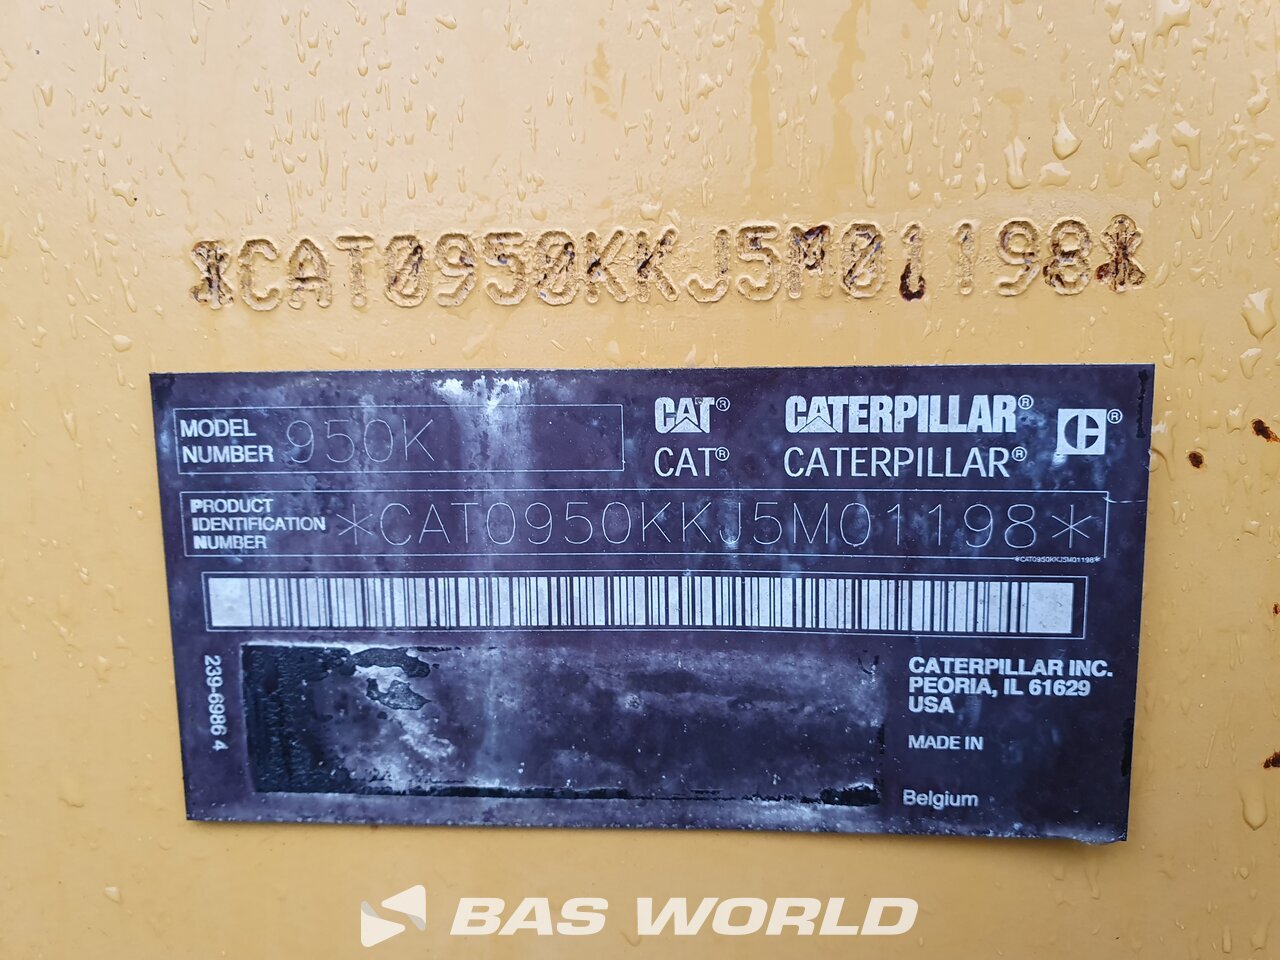 *CAT0950KKJ5M01198*
MODEL NUMBER 950K
CAT® CATERPILLAR® C®
CAT® CATERPILLAR®
PRODUCT IDENTIFICATION NUMBER *CAT0950KKJ5M01198*
*CAT0950KKJ5M01198*
239-6986 4
CATERPILLAR INC.
PEORIA, IL 61629
USA
MADE IN
Belgium
BAS WORLD